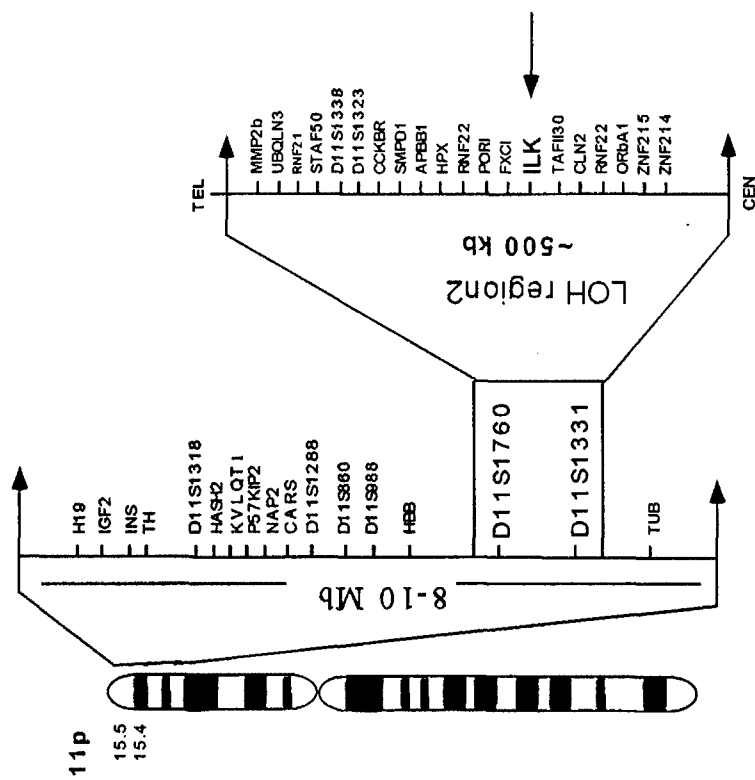 11p
15.5
15.4
8-10 Mb
H19
IGF2
INS
TH
D11S1318
HASH2
KVLQT1
P57KIP2
NAP2
CARS
D11S1288
D11S860
D11S988
HBB
D11S1760
D11S1331
TUB
LOH region2
~500 kb
TEL
MMP2b
UBQLN3
RNF21
STAF50
D11S1338
D11S1323
CCKBR
SMPD1
APBB1
HPX
RNF22
PORI
FXCI
ILK
TAFII30
CLN2
RNF22
ORbA1
ZNF215
ZNF214
CEN